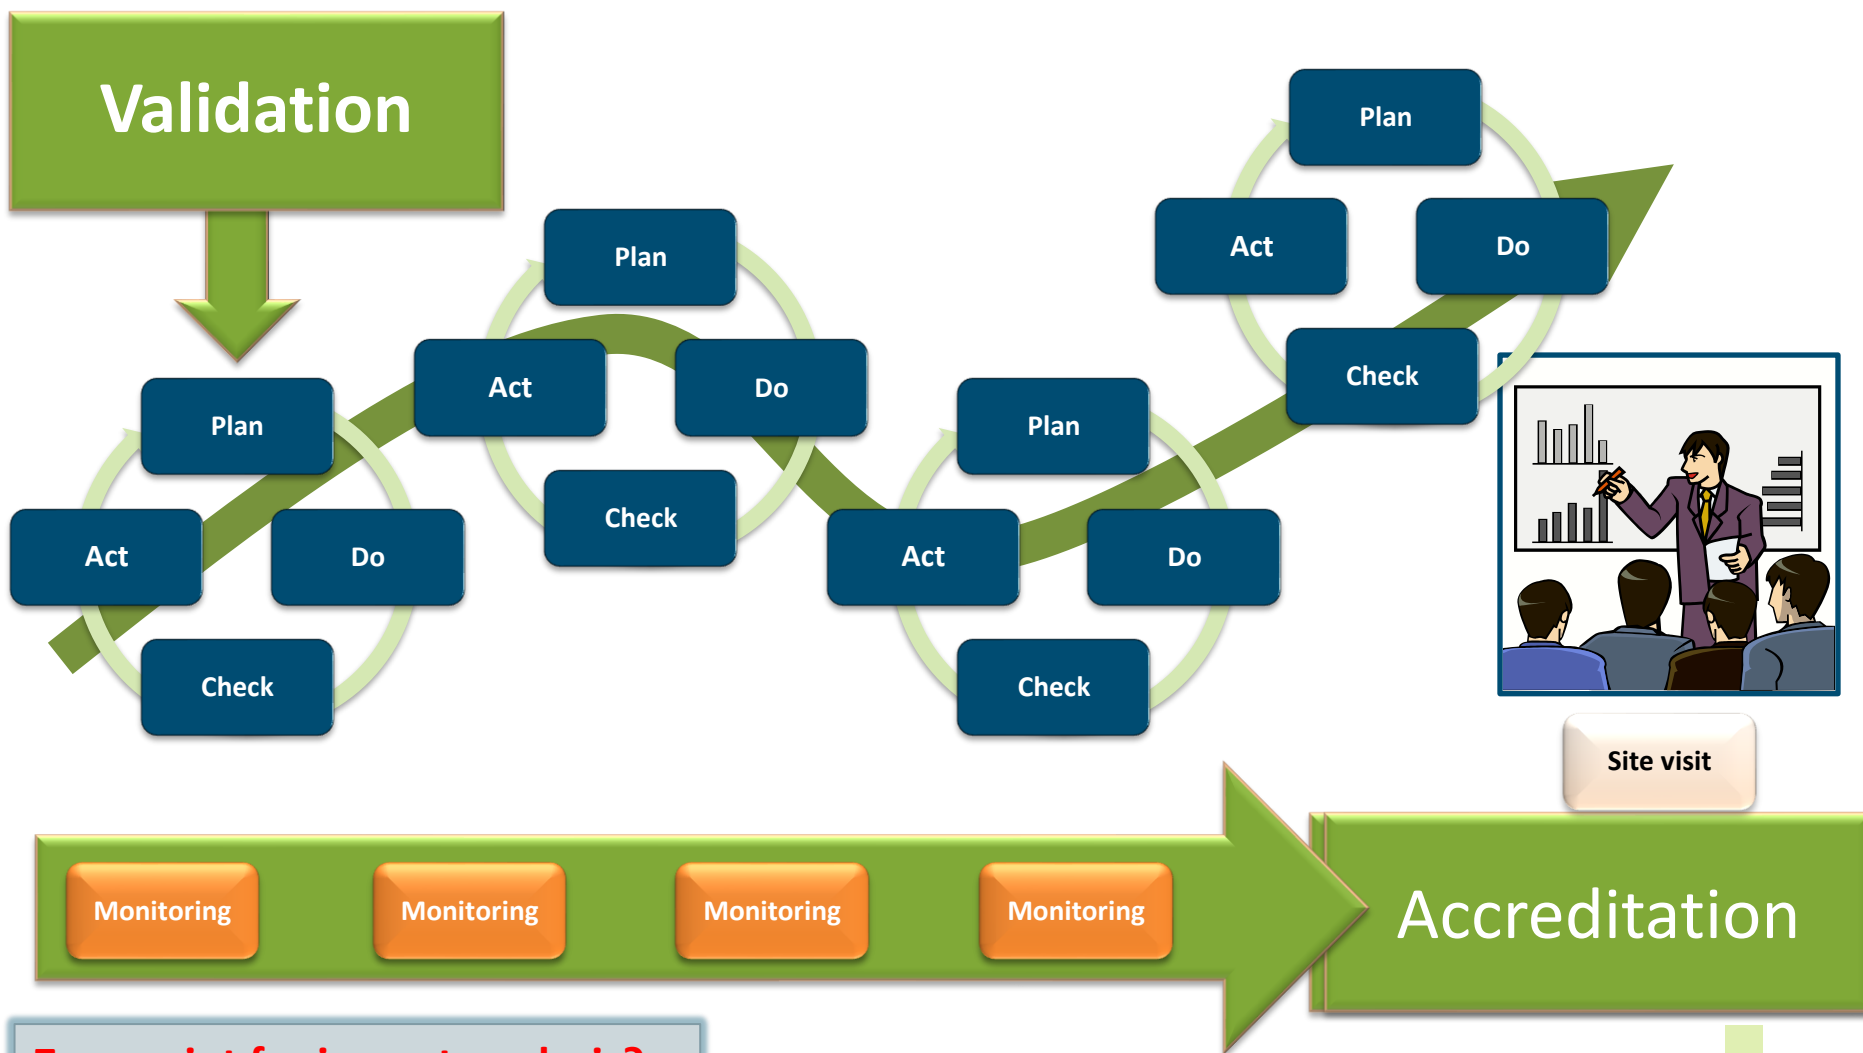 Validation
Plan
Act
Do
Check
Plan
Act
Do
Check
Plan
Act
Do
Check
Plan
Act
Do
Check
Site visit
Monitoring
Monitoring
Monitoring
Monitoring
Accreditation